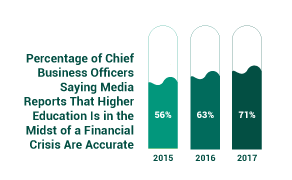 Percentage of Chief
Business Officers
Saying Media
Reports That Higher
Education Is in the
Midst of a Financial
Crisis Are Accurate
56% 63% 71%
2015 2016 2017